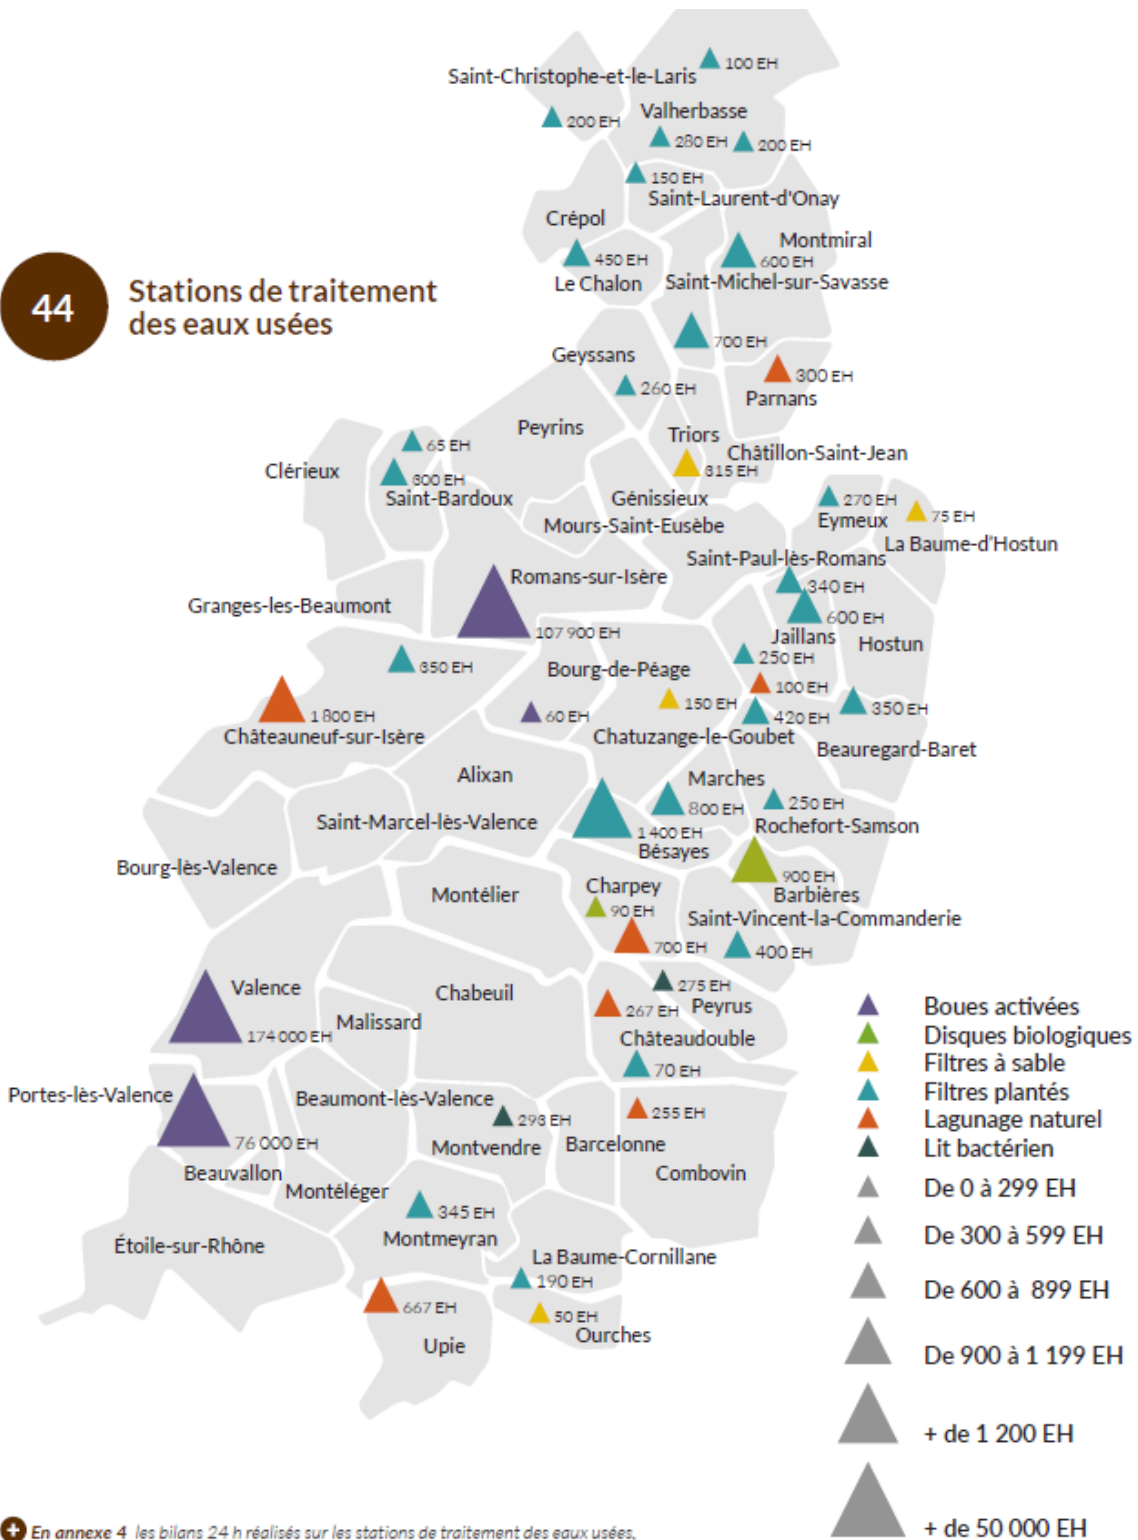 100 EH
Saint-Christophe-et-le-Laris
Valherbasse
200 EH
280 EH
200 EH
150 EH
Saint-Laurent-d'Onay
Crépol
Montmiral
450 EH
600 EH
Le Chalon
Saint-Michel-sur-Savasse
44
Stations de traitement
des eaux usées
700 EH
Geyssans
300 EH
260 EH
Parnans
Peyrins
Triors
65 EH
Châtillon-Saint-Jean
Clérieux
315 EH
300 EH
Saint-Bardoux
Génissieux
270 EH
75 EH
Mours-Saint-Eusèbe
Eymeux
La Baume-d'Hostun
Saint-Paul-lès-Romans
Romans-sur-Isère
340 EH
Granges-les-Beaumont
600 EH
107 900 EH
Jaillans
Hostun
250 EH
350 EH
Bourg-de-Péage
100 EH
150 EH
350 EH
1 800 EH
60 EH
420 EH
Châteauneuf-sur-Isère
Chatuzange-le-Goubet
Beauregard-Baret
Alixan
Marches
250 EH
800 EH
Saint-Marcel-lès-Valence
Rochefort-Samson
1 400 EH
Bésayes
Bourg-lès-Valence
900 EH
Charpey
Montélier
Barbières
90 EH
Saint-Vincent-la-Commanderie
700 EH
400 EH
Valence
275 EH
Chabeuil
267 EH
Peyrus
Boues activées
Malissard
174 000 EH
Châteaudouble
Disques biologiques
Filtres à sable
70 EH
Portes-lès-Valence
Beaumont-lès-Valence
Filtres plantés
255 EH
298 EH
Lagunage naturel
76 000 EH
Montvendre
Barcelonne
Lit bactérien
Beauvallon
Combovin
Montéléger
De 0 à 299 EH
345 EH
De 300 à 599 EH
Montmeyran
Étoile-sur-Rhône
La Baume-Cornillane
190 EH
De 600 à 899 EH
667 EH
50 EH
Ourches
Upie
De 900 à 1 199 EH
+ de 1 200 EH
+ de 50 000 EH
+ En annexe 4 les bilans 24 h réalisés sur les stations de traitement des eaux usées,